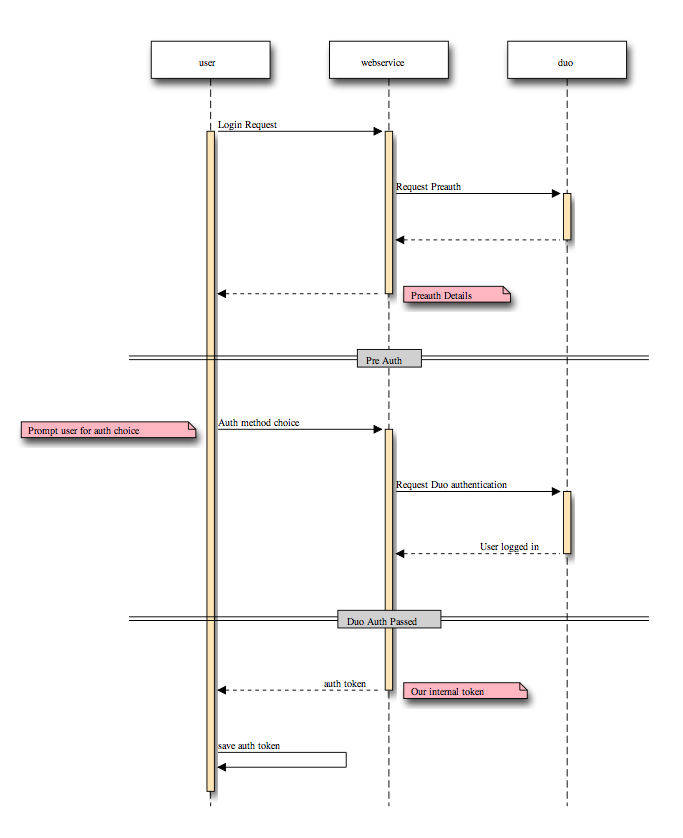 user
webservice
duo
Login Request
Request Preauth
Preauth Details
Pre Auth
Prompt user for auth choice
Auth method choice
Request Duo authentication
User logged in
Duo Auth Passed
auth token
Our internal token
save auth token